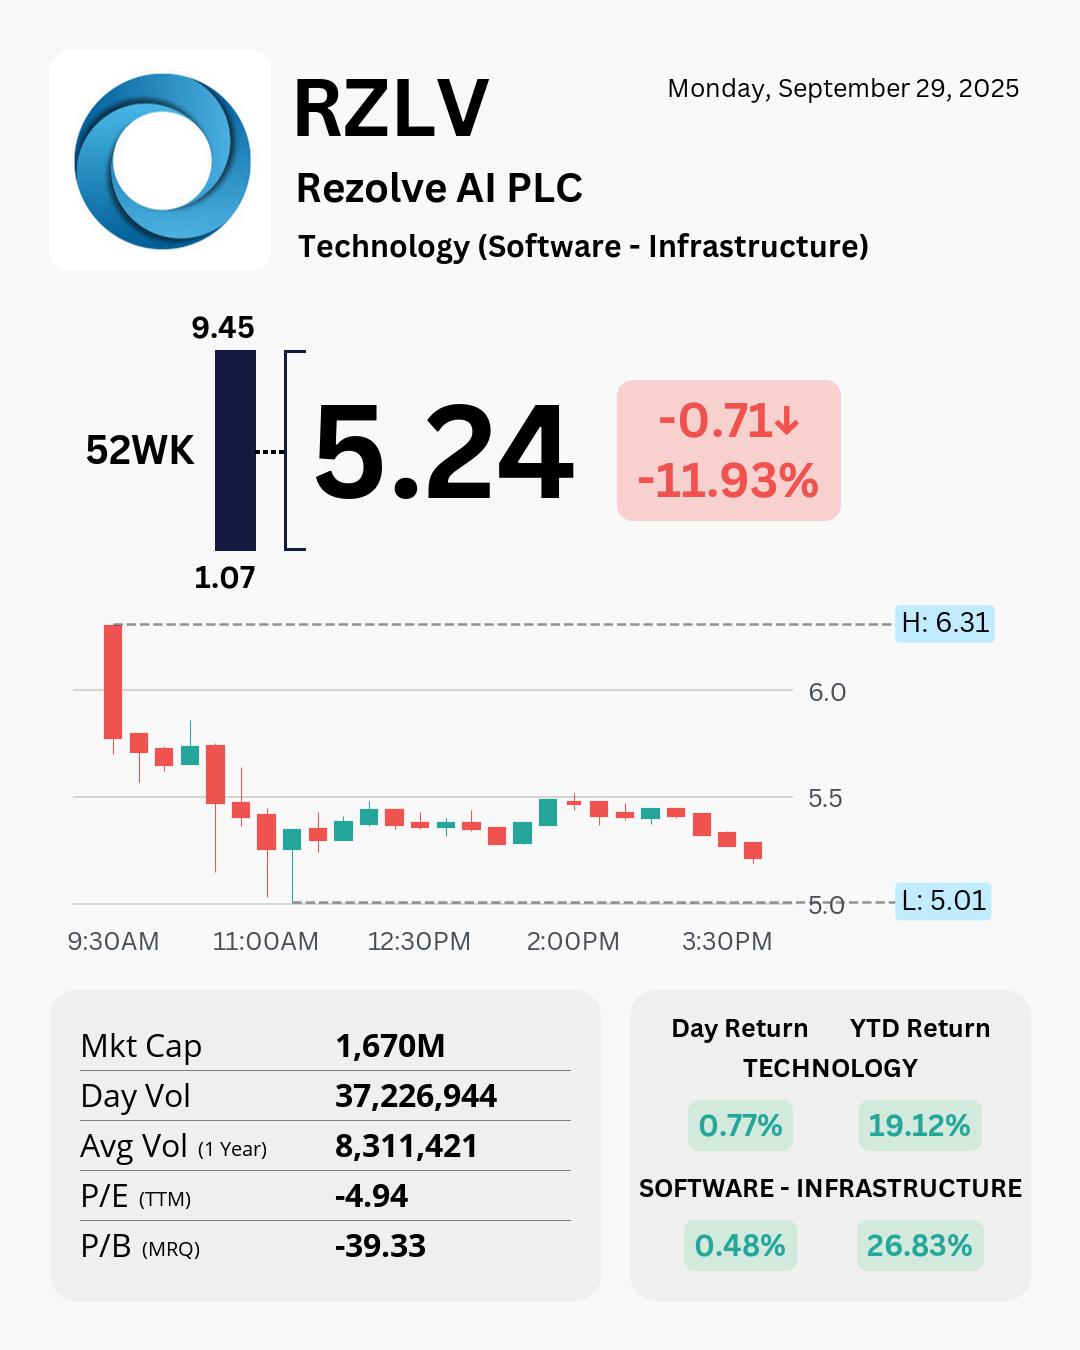 RZLV
Monday, September 29, 2025
Rezolve AI PLC
Technology (Software - Infrastructure)
9.45
52WK
5.24
-0.71↓
-11.93%
1.07
H: 6.31
6.0
5.5
5.0
L: 5.01
9:30AM 11:00AM 12:30PM 2:00PM 3:30PM
Mkt Cap 1,670M
Day Vol 37,226,944
Avg Vol (1 Year) 8,311,421
P/E (TTM) -4.94
P/B (MRQ) -39.33
Day Return YTD Return
TECHNOLOGY
0.77% 19.12%
SOFTWARE - INFRASTRUCTURE
0.48% 26.83%